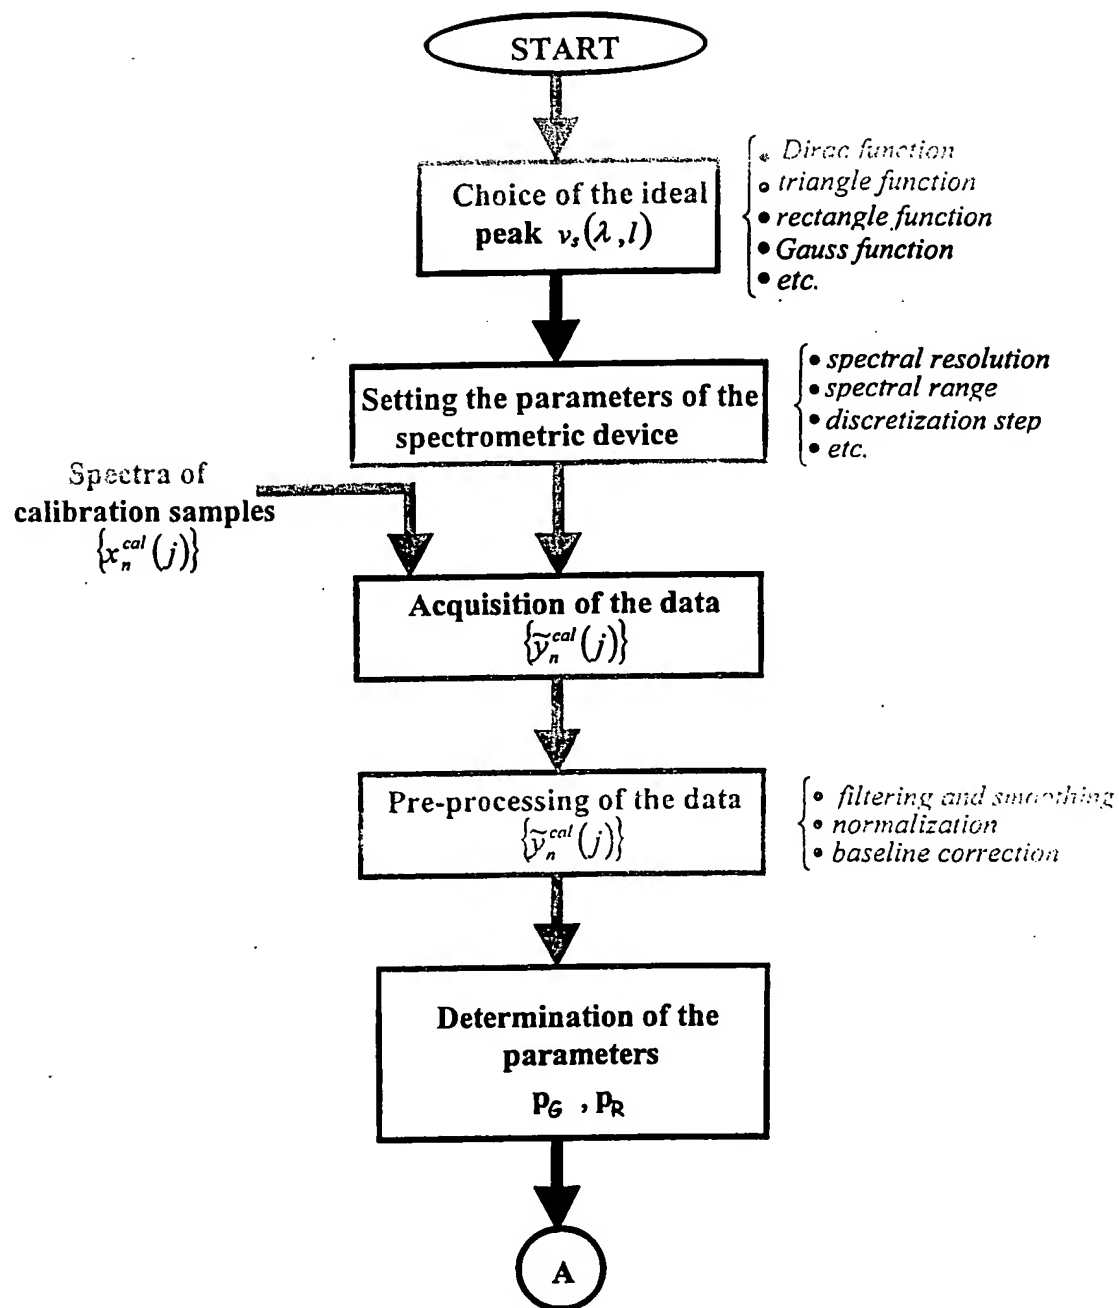 START
Choice of the ideal
peak v_s(λ,l)
• Dirac function
• triangle function
• rectangle function
• Gauss function
• etc.
Setting the parameters of the
spectrometric device
• spectral resolution
• spectral range
• discretization step
• etc.
Spectra of
calibration samples
{x_n^cal(j)}
Acquisition of the data
{ỹ_n^cal(j)}
Pre-processing of the data
{ỹ_n^cal(j)}
• filtering and smoothing
• normalization
• baseline correction
Determination of the
parameters
p_G , p_R
A